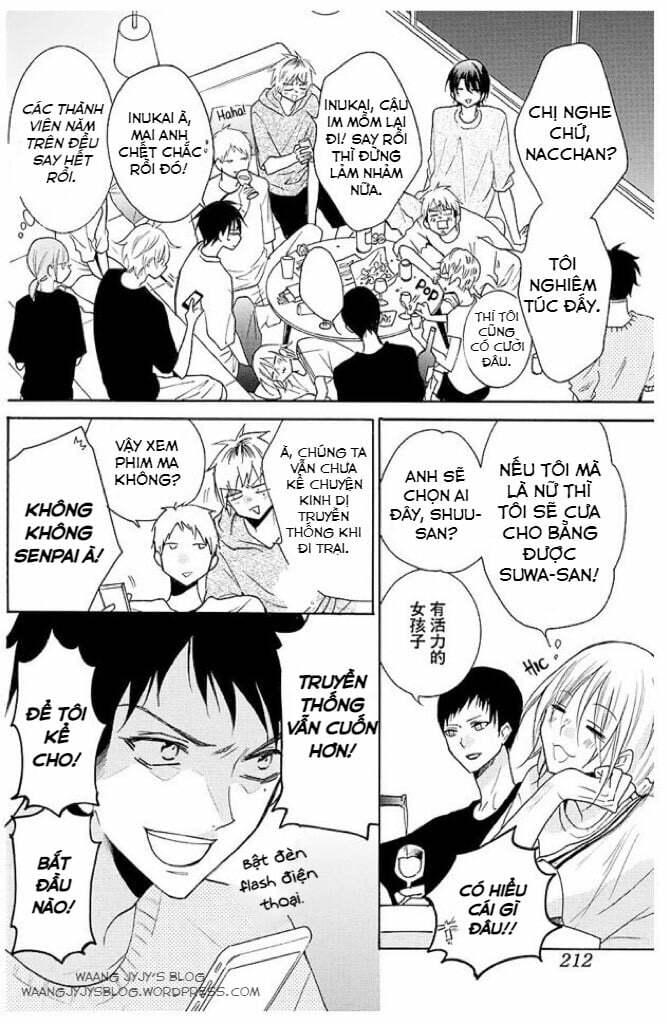 CHỊ NGHE
CHỨ,
NACCHAN?
TÔI
NGHIÊM
TÚC ĐẤY.
INUKAI, CẬU
IM MỒM LẠI
ĐI! SAY RỒI
THÌ ĐỪNG
LÀM NHẢM
NỮA.
THÌ TÔI
CŨNG
CÓ CƯỜI
ĐÂU.
POP
Haha!
INUKAI À,
MAI ANH
CHẾT CHẮC
RỒI ĐÓ!
CÁC THÀNH
VIÊN NĂM
TRÊN ĐỀU
SAY HẾT
RỒI.
NẾU TÔI MÀ
LÀ NỮ THÌ
TÔI SẼ CƯA
CHO BẰNG
ĐƯỢC
SUWA-SAN!
ANH SẼ
CHỌN AI
ĐÂY, SHUU-
SAN?
有活力的
女孩子
HIC
CÓ HIỂU
CÁI GÌ
ĐÂU!!
212
À, CHÚNG TA
VẪN CHƯA
KỂ CHUYỆN
KINH DỊ
TRUYỀN
THỐNG KHI
ĐI TRẠI.
VẬY XEM
PHIM MA
KHÔNG?
KHÔNG
KHÔNG
SENPAI À!
TRUYỀN
THỐNG
VẪN CUỐN
HƠN!
ĐỂ TÔI
KỂ
CHO!
BẮT
ĐẦU
NÀO!
Bật đèn
flash điện
thoại.
WAANG JYJY'S BLOG
WAANGJYJYSBLOG.WORDPRESS.COM